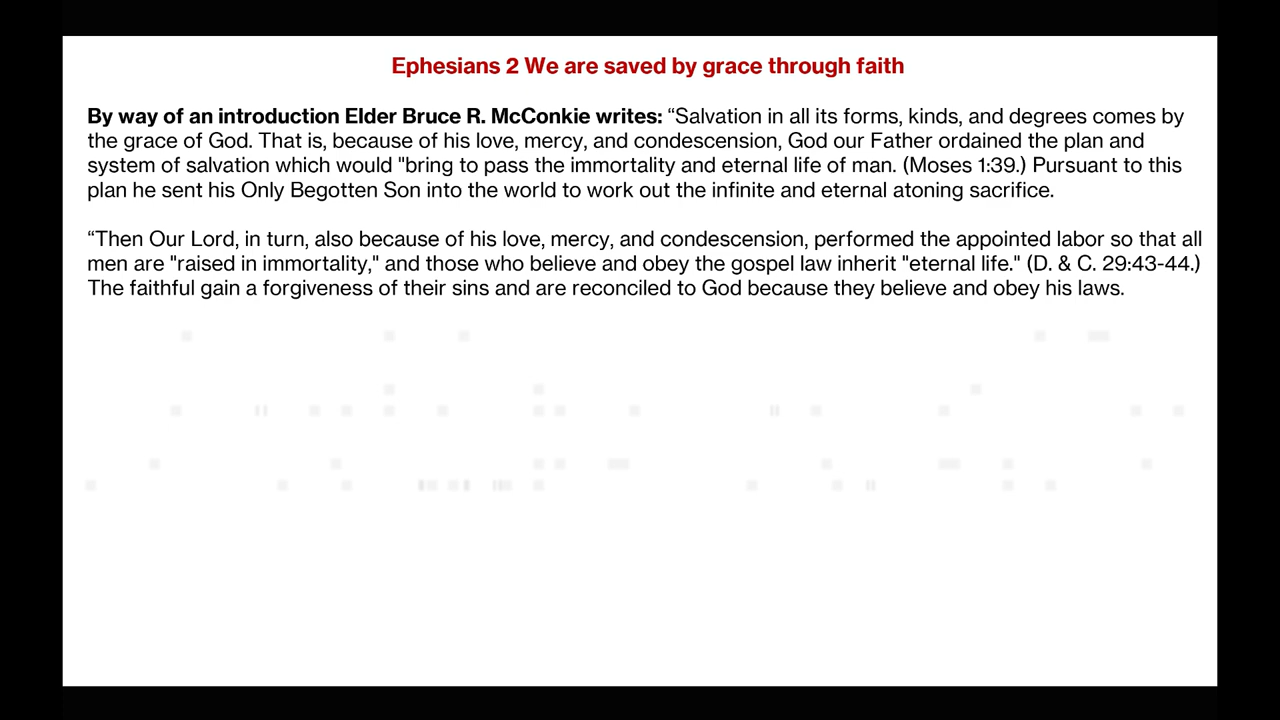 Ephesians 2 We are saved by grace through faith
By way of an introduction Elder Bruce R. McConkie writes: “Salvation in all its forms, kinds, and degrees comes by
the grace of God. That is, because of his love, mercy, and condescension, God our Father ordained the plan and
system of salvation which would "bring to pass the immortality and eternal life of man. (Moses 1:39.) Pursuant to this
plan he sent his Only Begotten Son into the world to work out the infinite and eternal atoning sacrifice.
“Then Our Lord, in turn, also because of his love, mercy, and condescension, performed the appointed labor so that all
men are "raised in immortality," and those who believe and obey the gospel law inherit "eternal life." (D. & C. 29:43-44.)
The faithful gain a forgiveness of their sins and are reconciled to God because they believe and obey his laws.